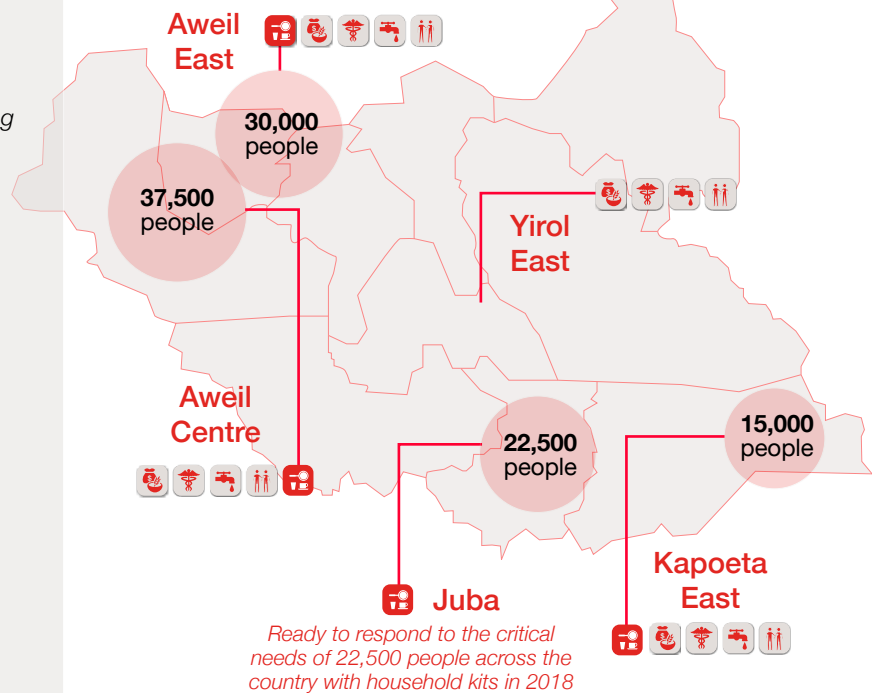 Aweil
East
g
30,000
people
37,500
people
Yirol
East
Aweil
Centre
22,500
people
15,000
people
Kapoeta
East
Juba
Ready to respond to the critical
needs of 22,500 people across the
country with household kits in 2018